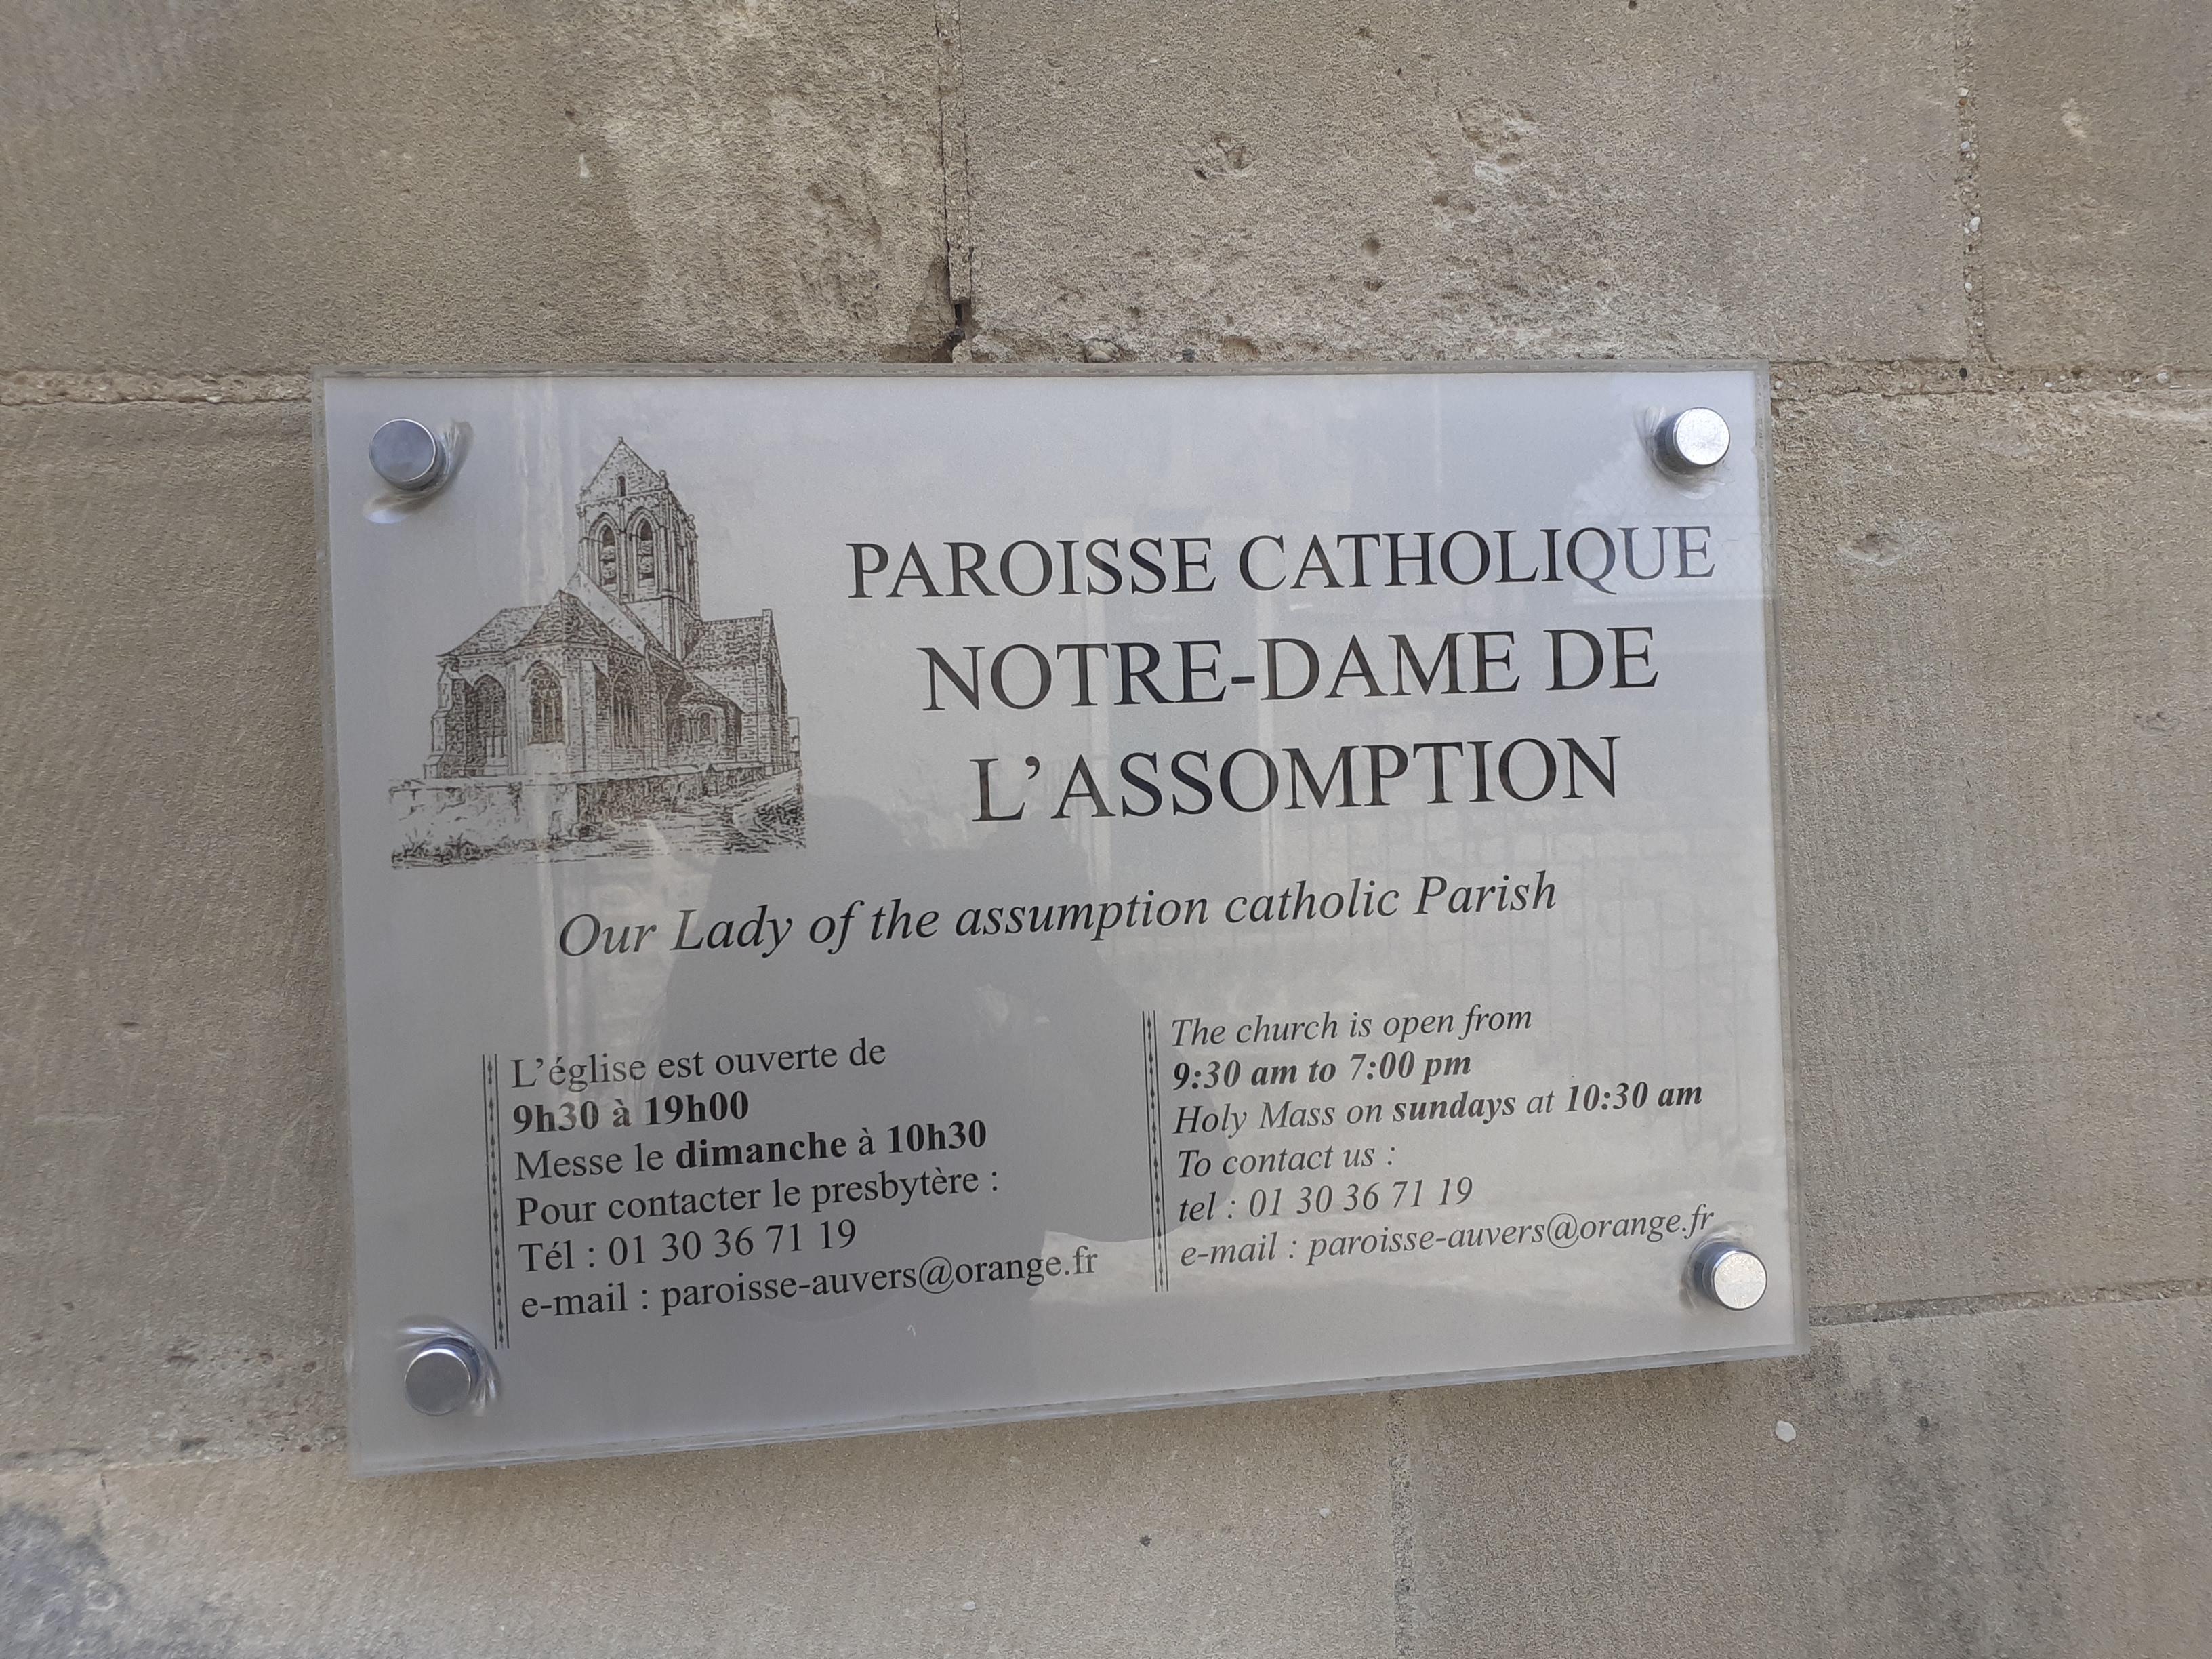 PAROISSE CATHOLIQUE
NOTRE-DAME DE
L'ASSOMPTION
Our Lady of the assumption catholic Parish
L'église est ouverte de
9h30 à 19h00
Messe le dimanche à 10h30
Pour contacter le presbytère :
Tél : 01 30 36 71 19
e-mail : paroisse-auvers@orange.fr
The church is open from
9:30 am to 7:00 pm
Holy Mass on sundays at 10:30 am
To contact us :
tel : 01 30 36 71 19
e-mail : paroisse-auvers@orange.fr